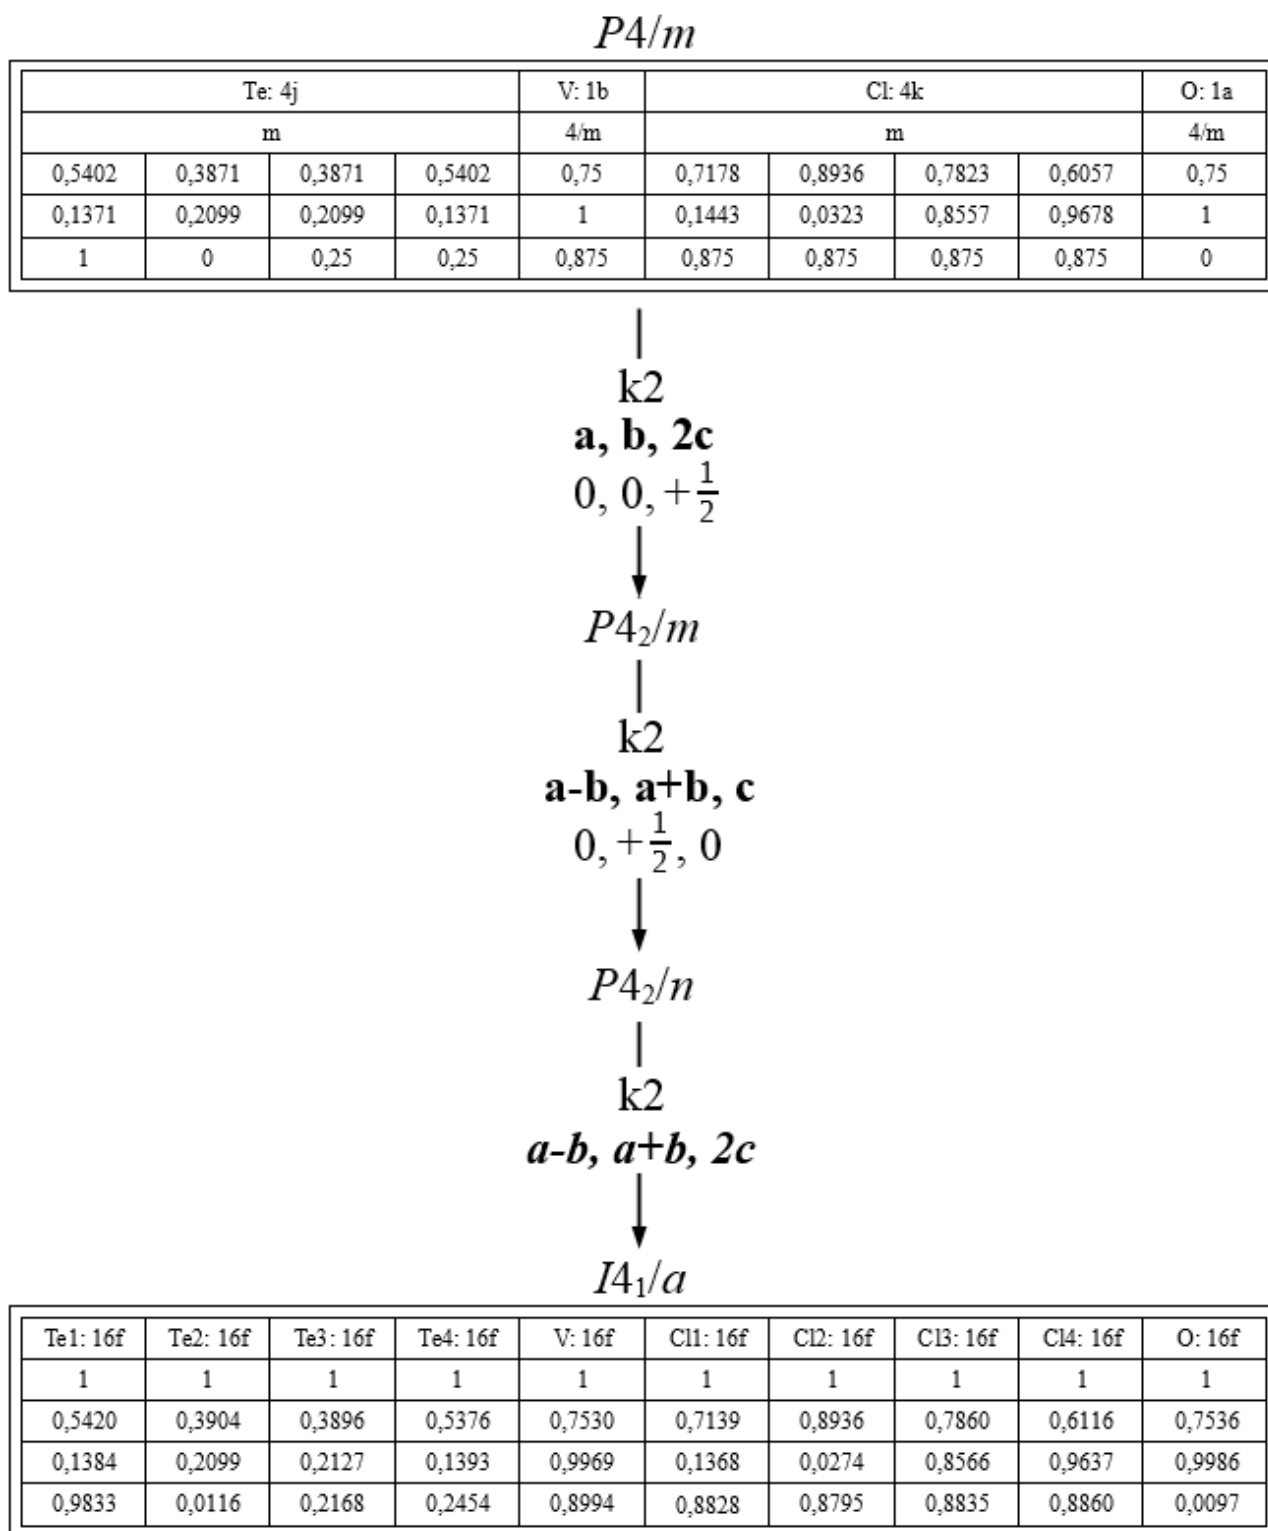 P4/m
Te: 4j V: 1b Cl: 4k O: 1a
m 4/m m 4/m
0,5402 0,3871 0,3871 0,5402 0,75 0,7178 0,8936 0,7823 0,6057 0,75
0,1371 0,2099 0,2099 0,1371 1 0,1443 0,0323 0,8557 0,9678 1
1 0 0,25 0,25 0,875 0,875 0,875 0,875 0,875 0
k2
a, b, 2c
0, 0, +1/2
P4₂/m
k2
a-b, a+b, c
0, +1/2, 0
P4₂/n
k2
a-b, a+b, 2c
I4₁/a
Te1: 16f Te2: 16f Te3: 16f Te4: 16f V: 16f Cl1: 16f Cl2: 16f Cl3: 16f Cl4: 16f O: 16f
1 1 1 1 1 1 1 1 1 1
0,5420 0,3904 0,3896 0,5376 0,7530 0,7139 0,8936 0,7860 0,6116 0,7536
0,1384 0,2099 0,2127 0,1393 0,9969 0,1368 0,0274 0,8566 0,9637 0,9986
0,9833 0,0116 0,2168 0,2454 0,8994 0,8828 0,8795 0,8835 0,8860 0,0097